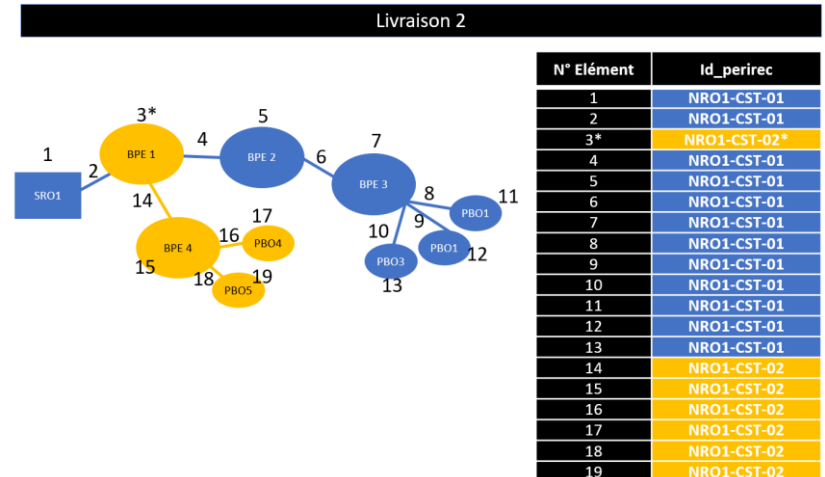 Livraison 2
3*
5
4
BPE 1
BPE 2
7
1
2
6
BPE 3
SRO1
8
11
14
17
PBO1
9
16
PBO4
10
BPE 4
PBO1
12
15
PBO3
18
19
13
PBO5
N° Elément Id_perirec
1 NRO1-CST-01
2 NRO1-CST-01
3* NRO1-CST-02*
4 NRO1-CST-01
5 NRO1-CST-01
6 NRO1-CST-01
7 NRO1-CST-01
8 NRO1-CST-01
9 NRO1-CST-01
10 NRO1-CST-01
11 NRO1-CST-01
12 NRO1-CST-01
13 NRO1-CST-01
14 NRO1-CST-02
15 NRO1-CST-02
16 NRO1-CST-02
17 NRO1-CST-02
18 NRO1-CST-02
19 NRO1-CST-02